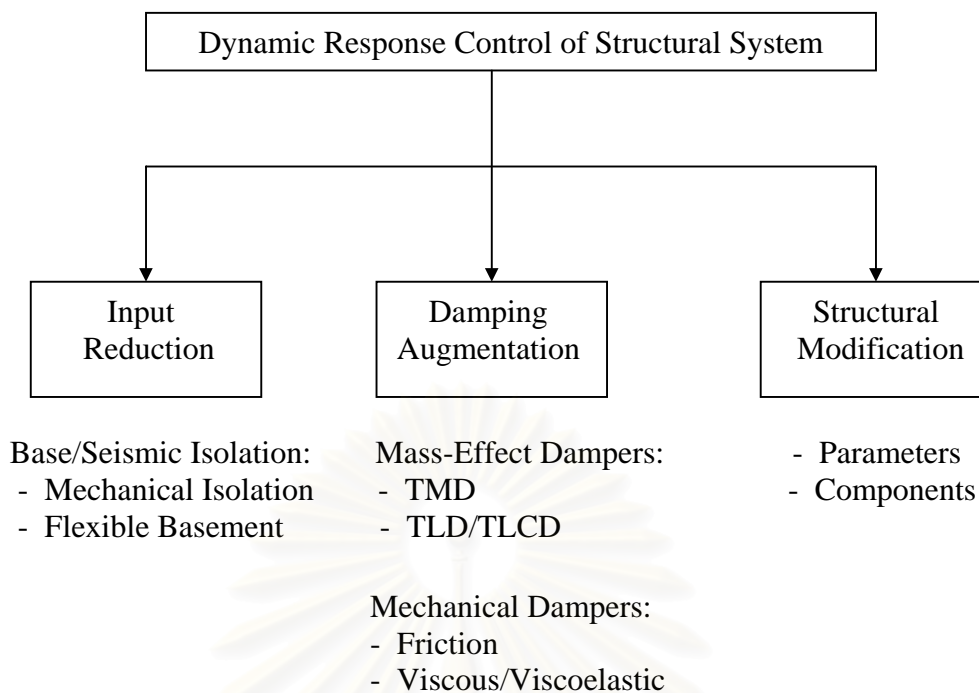 Dynamic Response Control of Structural System
Input
Reduction
Damping
Augmentation
Structural
Modification
Base/Seismic Isolation:
- Mechanical Isolation
- Flexible Basement
Mass-Effect Dampers:
- TMD
- TLD/TLCD
Mechanical Dampers:
- Friction
- Viscous/Viscoelastic
- Parameters
- Components